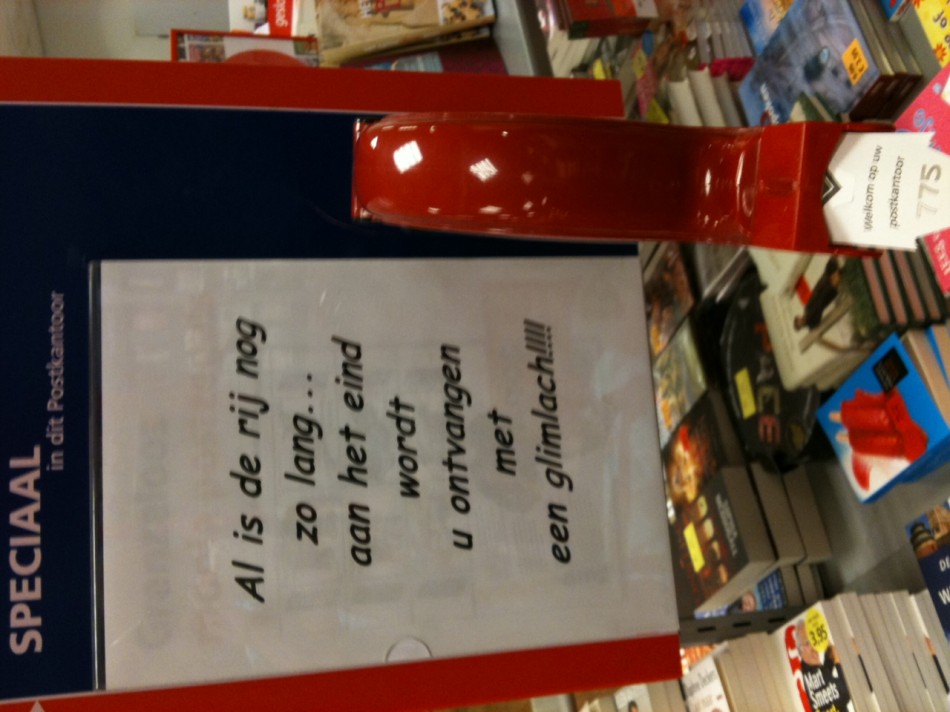 SPECIAAL
in dit Postkantoor
Al is de rij nog
zo lang...
aan het eind
wordt
u ontvangen
met
een glimlach!!!!
Welkom op uw
postkantoor
775
3.95
Mart
Smeets